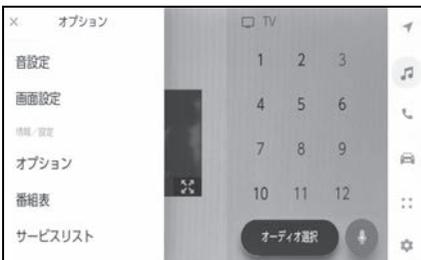 × オプション
音設定
画面設定
情報／設定
オプション
番組表
サービスリスト
TV
1 2 3
4 5 6
7 8 9
10 11 12
オーディオ選択